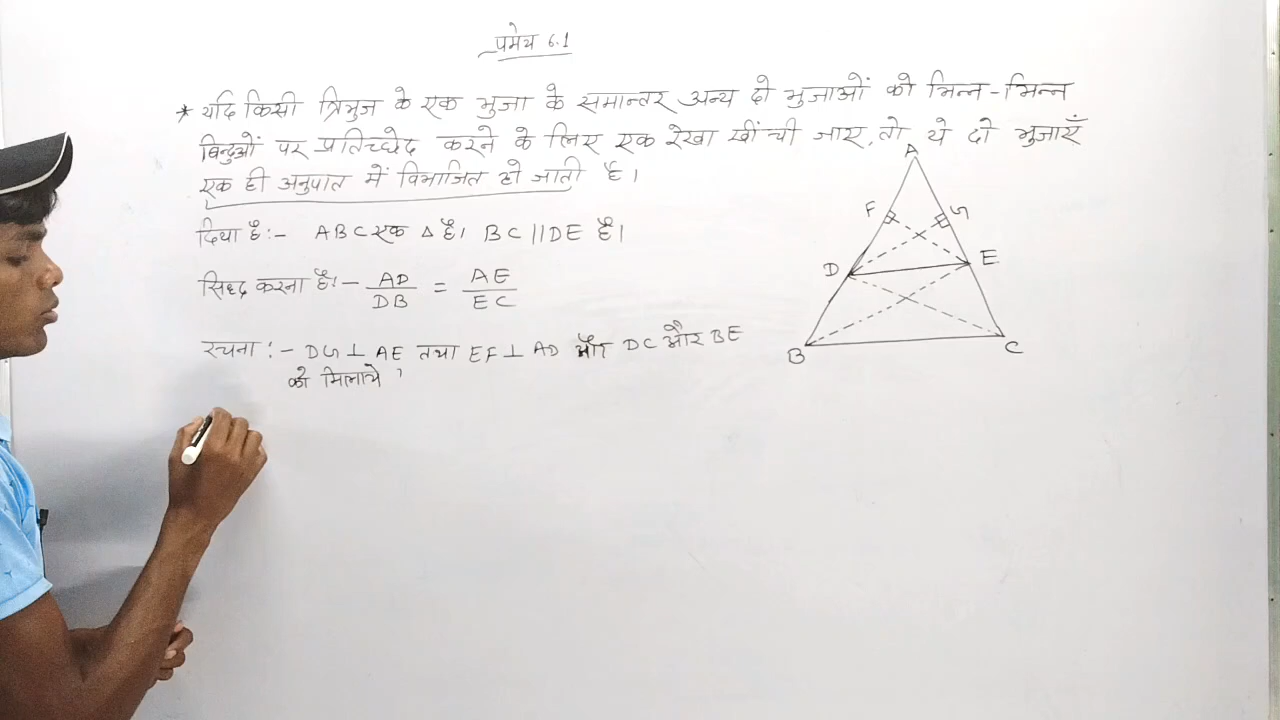 प्रमेय 6.1
* यदि किसी त्रिभुज के एक भुजा के समान्तर अन्य दो भुजाओं को भिन्न-भिन्न
बिन्दुओं पर प्रतिच्छेद करने के लिए एक रेखा खींची जाए, तो ये दो भुजाएँ
एक ही अनुपात में विभाजित हो जाती है।
दिया है:- ABC एक Δ है। BC||DE है।
सिद्ध करना है।- AD/DB = AE/EC
रचना :- DG ⊥ AE तथा EF ⊥ AD और DC और BE
को मिलाये
A
F G
D E
B C